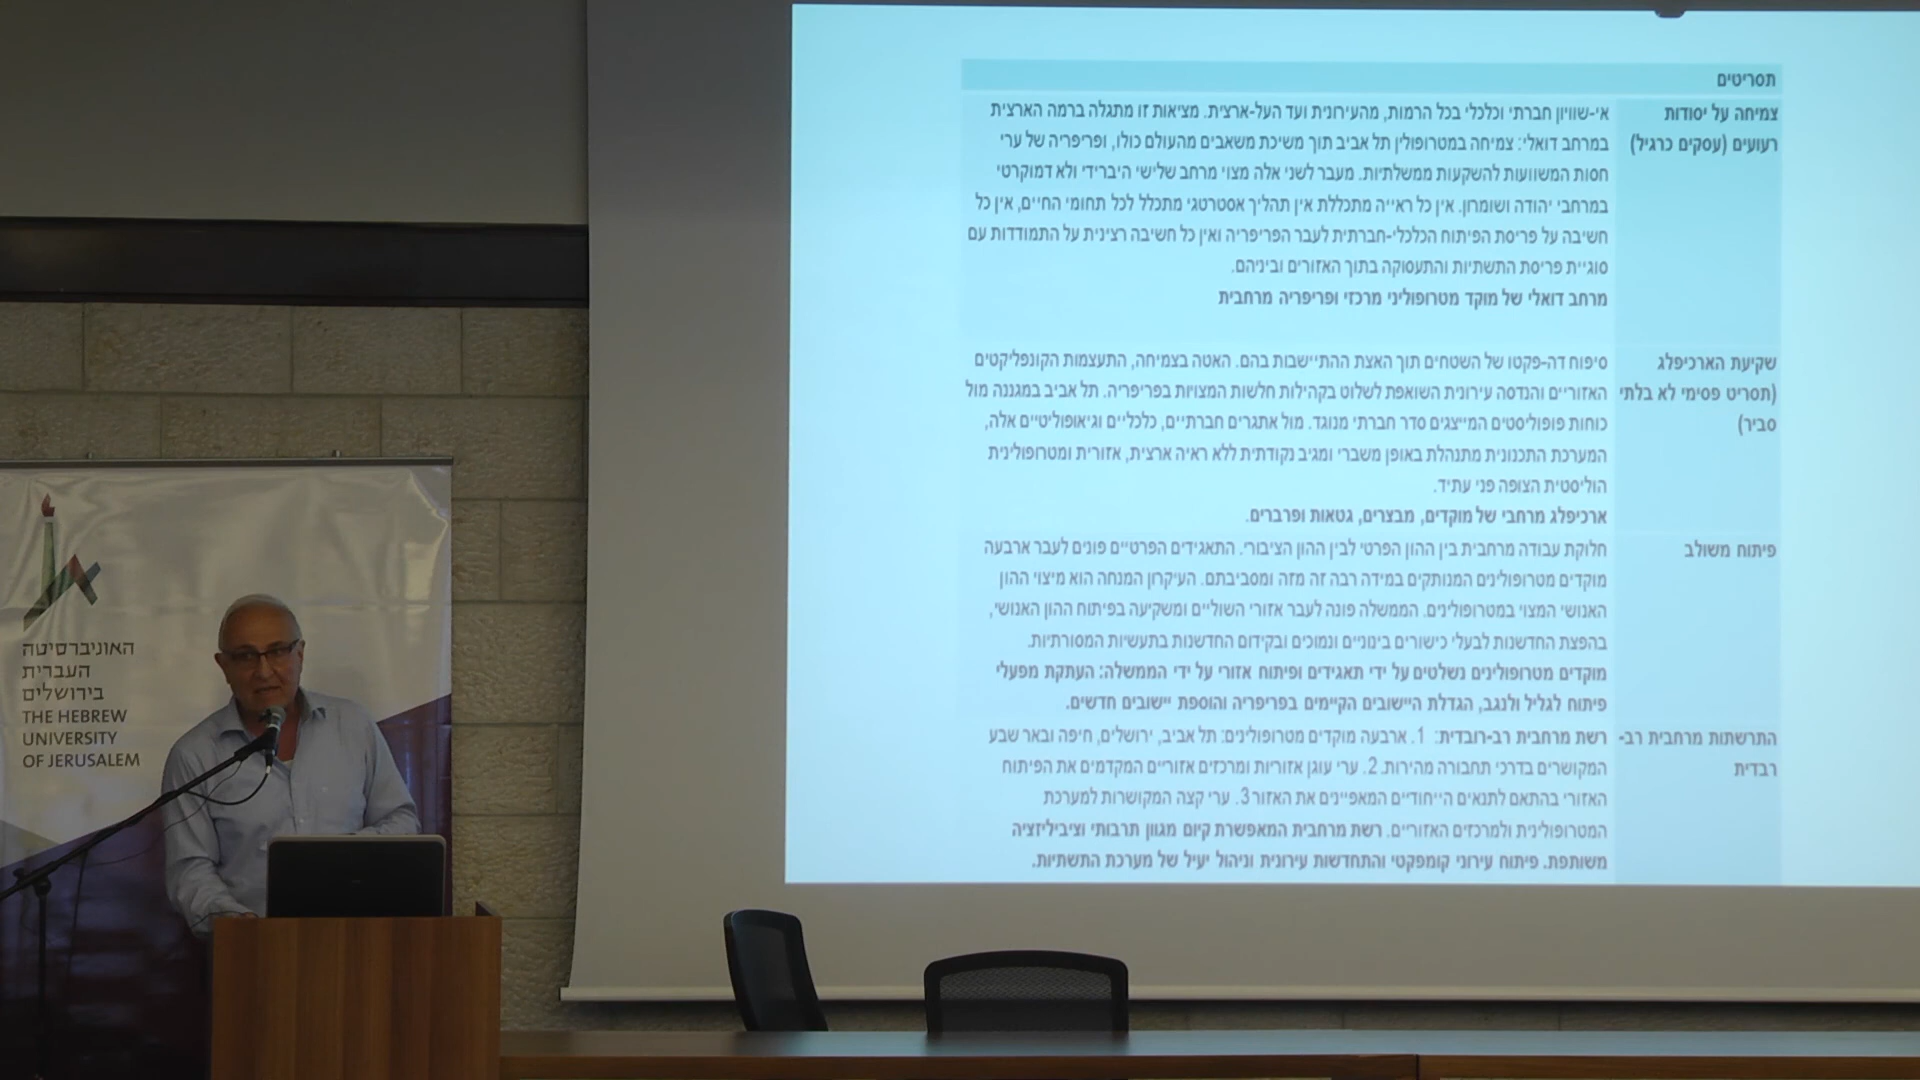 תסריטים
צמיחה על יסודות
רעועים (עסקים כרגיל)
אי-שוויון חברתי וכלכלי בכל הרמות, מהעירונית ועד העל-ארצית. מציאות זו מתגלה ברמה הארצית
במרחב דואלי: צמיחה במטרופולין תל אביב תוך משיכת משאבים מהעולם כולו, ופריפריה של ערי
חסות המשוועות להשקעות ממשלתיות. מעבר לשני אלה מצוי מרחב שלישי היברידי ולא דמוקרטי
במרחבי יהודה ושומרון. אין כל ראייה מתכללת אין תהליך אסטרטגי מתכלל לכל תחומי החיים, אין כל
חשיבה על פריסת הפיתוח הכלכלי-חברתית לעבר הפריפריה ואין כל חשיבה רצינית על התמודדות עם
סוגיית פריסת התשתיות והתעסוקה בתוך האזורים וביניהם.
מרחב דואלי של מוקד מטרופוליני מרכזי ופריפריה מרחבית
שקיעת הארכיפלג
(תסריט פסימי לא בלתי
סביר)
סיפוח דה-פקטו של השטחים תוך האצת ההתיישבות בהם. האטה בצמיחה, התעצמות הקונפליקטים
האזוריים והנדסה עירונית השואפת לשלוט בקהילות חלשות המצויות בפריפריה. תל אביב במגננה מול
כוחות פופוליסטים המייצגים סדר חברתי מנוגד. מול אתגרים חברתיים, כלכליים וגיאופוליטיים אלה,
המערכת התכנונית מתנהלת באופן משברי ומגיב נקודתית ללא ראיה ארצית, אזורית ומטרופולינית
הוליסטית הצופה פני עתיד.
ארכיפלג מרחבי של מוקדים, מבצרים, גטאות ופרברים.
פיתוח משולב
חלוקת עבודה מרחבית בין ההון הפרטי לבין ההון הציבורי. התאגידים הפרטיים פונים לעבר ארבעה
מוקדים מטרופולינים המנותקים במידה רבה זה מזה ומסביבתם. העיקרון המנחה הוא מיצוי ההון
האנושי המצוי במטרופולינים. הממשלה פונה לעבר אזורי השוליים ומשקיעה בפיתוח ההון האנושי,
בהפצת החדשנות לבעלי כישורים בינוניים ונמוכים ובקידום החדשנות בתעשיות המסורתיות.
מוקדים מטרופולינים נשלטים על ידי תאגידים ופיתוח אזורי על ידי הממשלה: העתקת מפעלי
פיתוח לגליל ולנגב, הגדלת היישובים הקיימים בפריפריה והוספת יישובים חדשים.
התרשתות מרחבית רב-
רבדית
רשת מרחבית רב-רובדית: 1. ארבעה מוקדים מטרופולינים: תל אביב, ירושלים, חיפה ובאר שבע
המקושרים בדרכי תחבורה מהירות. 2. ערי עוגן אזוריות ומרכזים אזוריים המקדמים את הפיתוח
האזורי בהתאם לתנאים הייחודיים המאפיינים את האזור 3. ערי קצה המקושרות למערכת
המטרופולינית ולמרכזים האזוריים. רשת מרחבית המאפשרת קיום מגוון תרבותי וציביליזציה
משותפת. פיתוח עירוני קומפקטי והתחדשות עירונית וניהול יעיל של מערכת התשתיות.
האוניברסיטה
העברית
בירושלים
THE HEBREW
UNIVERSITY
OF JERUSALEM